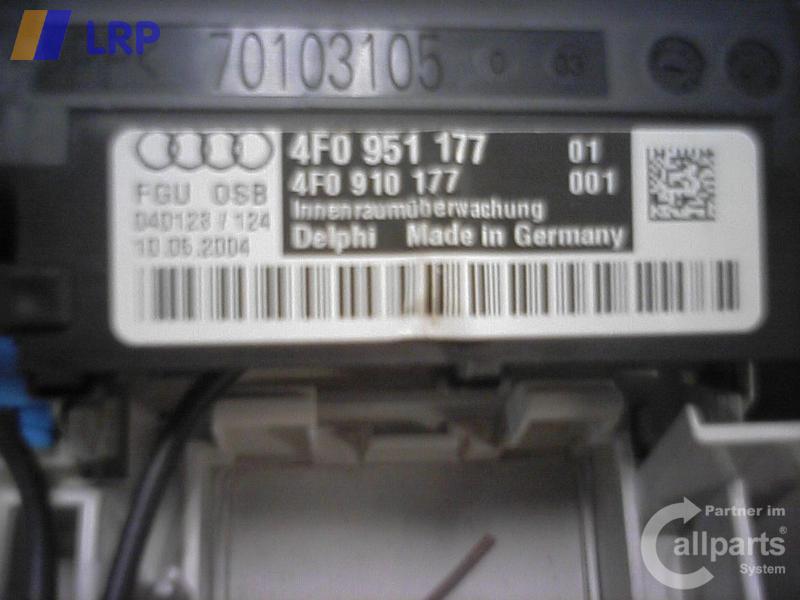 LRP
70103105
4F0 951 177 01
4F0 910 177 001
Innenraumüberwachung
Delphi Made in Germany
FGU OSB
040123 / 124
10.05.2004
Partner im
Callparts®
System